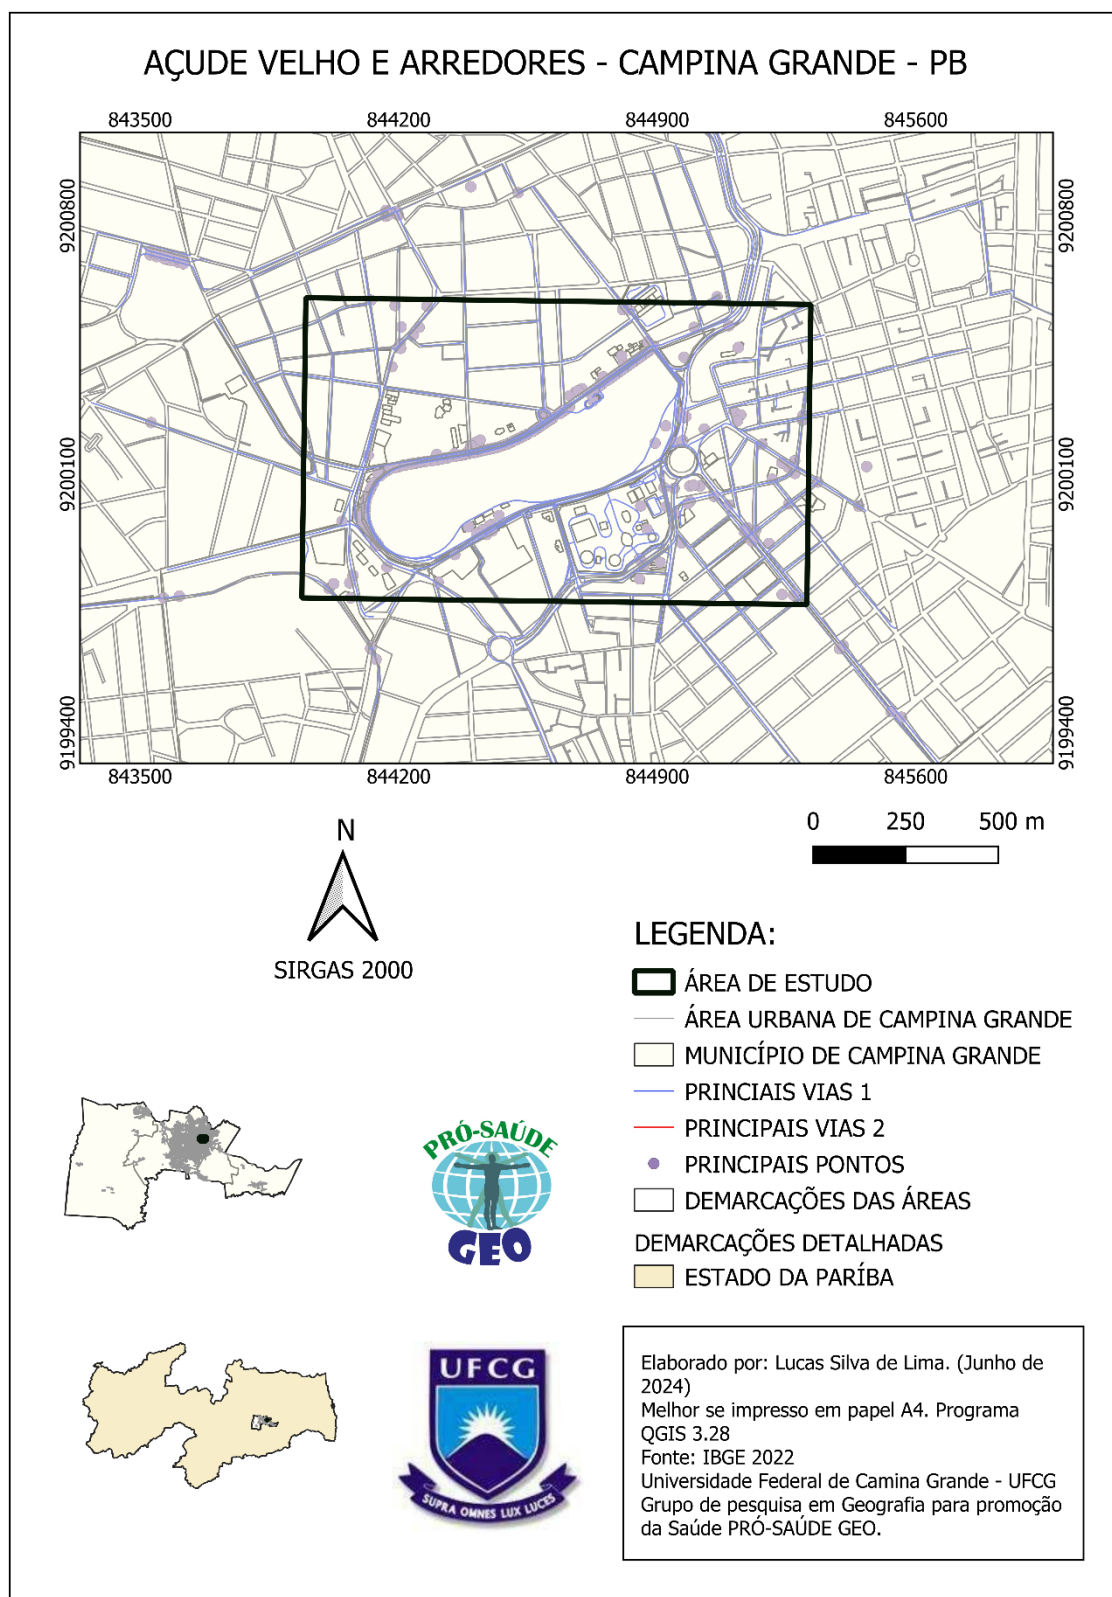 AÇUDE VELHO E ARREDORES - CAMPINA GRANDE - PB
843500 844200 844900 845600
9200800 9200800
9200100 9200100
9199400 9199400
843500 844200 844900 845600
0 250 500 m
N
SIRGAS 2000
LEGENDA:
ÁREA DE ESTUDO
ÁREA URBANA DE CAMPINA GRANDE
MUNICÍPIO DE CAMPINA GRANDE
PRINCIAIS VIAS 1
PRINCIPAIS VIAS 2
PRINCIPAIS PONTOS
DEMARCAÇÕES DAS ÁREAS
DEMARCAÇÕES DETALHADAS
ESTADO DA PARÍBA
PRÓ-SAÚDE
GEO
UFCG
SUPRA OMNES LUX LUCES
Elaborado por: Lucas Silva de Lima. (Junho de
2024)
Melhor se impresso em papel A4. Programa
QGIS 3.28
Fonte: IBGE 2022
Universidade Federal de Camina Grande - UFCG
Grupo de pesquisa em Geografia para promoção
da Saúde PRÓ-SAÚDE GEO.